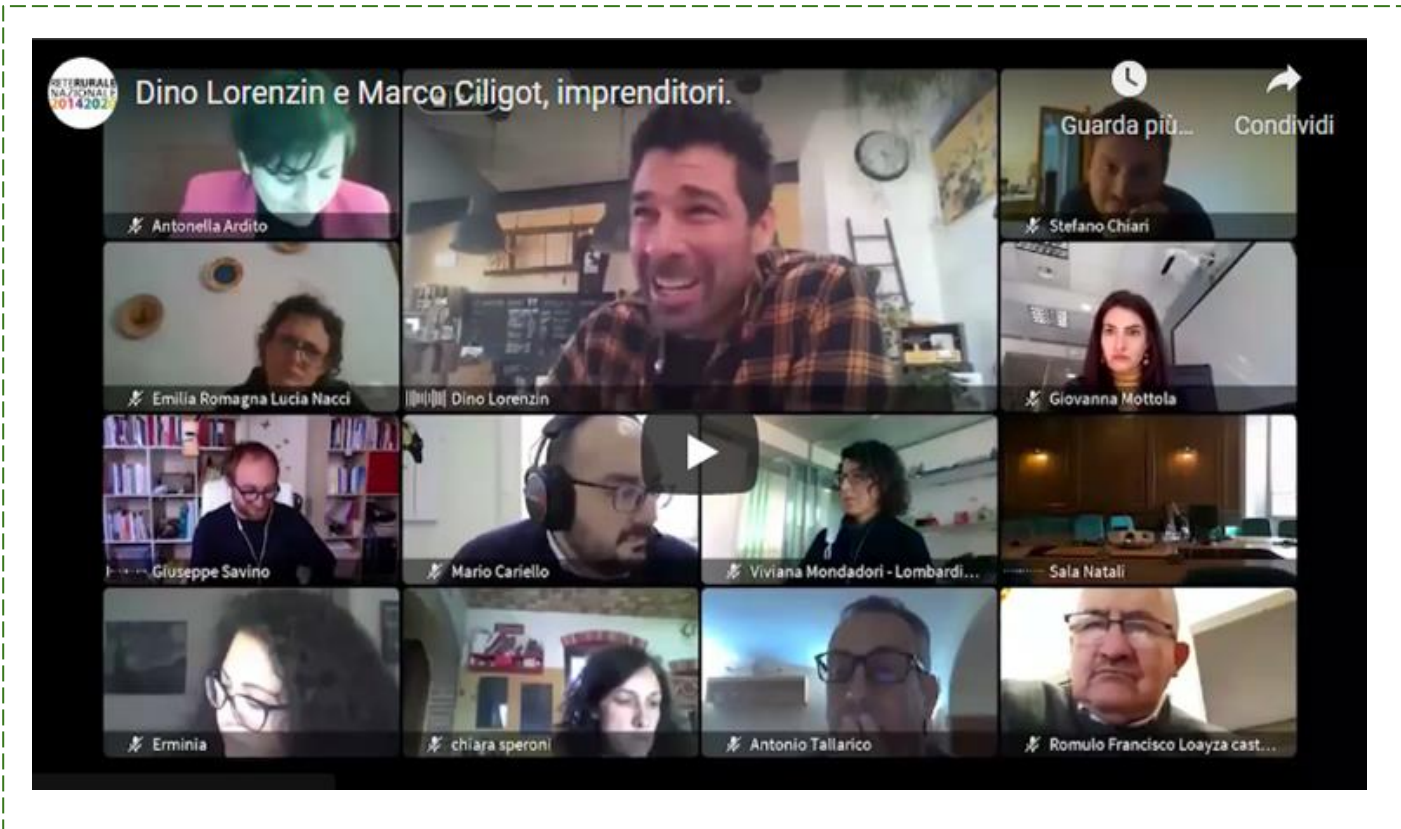 RETERURALE
NAZIONALE
Dino Lorenzin e Marco Ciligot, imprenditori.
Guarda più...
Condividi
Antonella Ardito
Stefano Chiari
Emilia Romagna Lucia Nacci
Dino Lorenzin
Giovanna Mottola
Giuseppe Savino
Mario Cariello
Viviana Mondadori - Lombardi...
Sala Natali
Erminia
chiara speroni
Antonio Tallarico
Romulo Francisco Loayza cast...